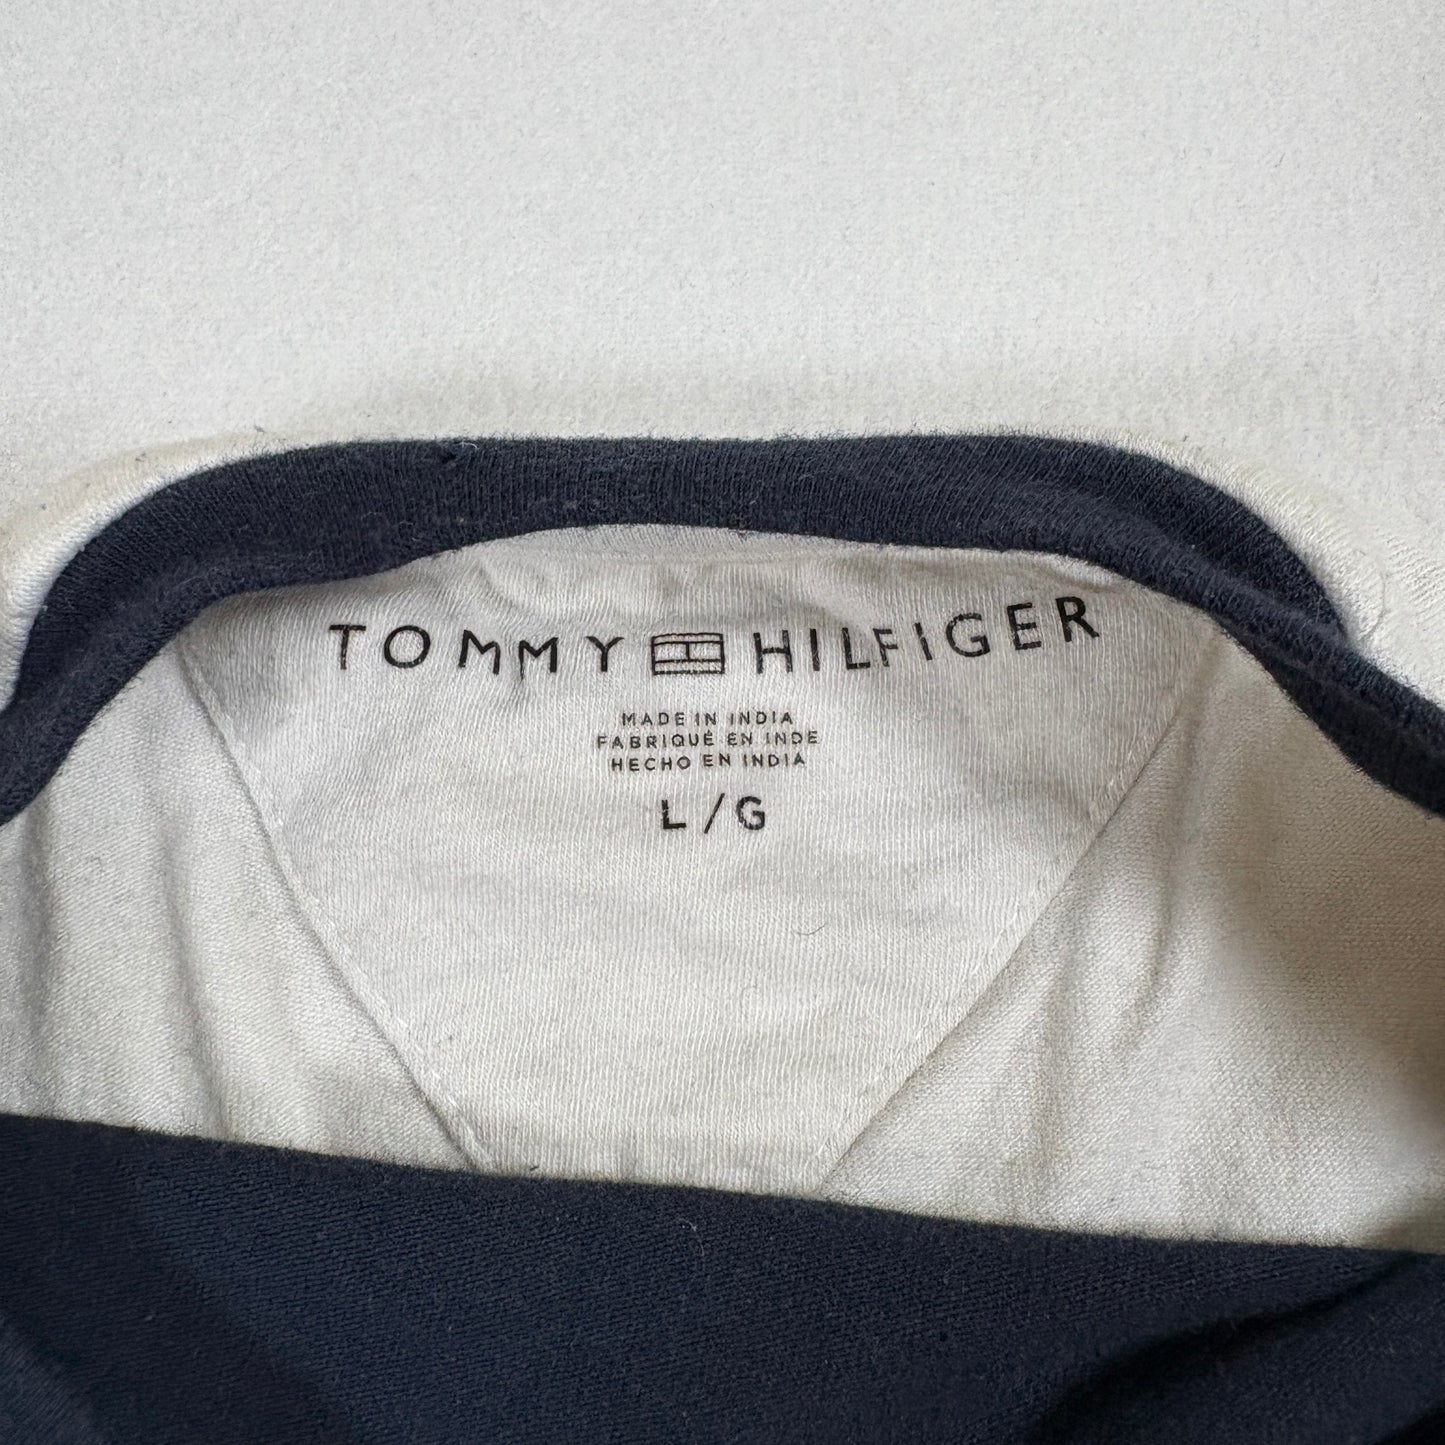 TOMMY HILFIGER
MADE IN INDIA
FABRIQUÉ EN INDE
HECHO EN INDIA
L/G